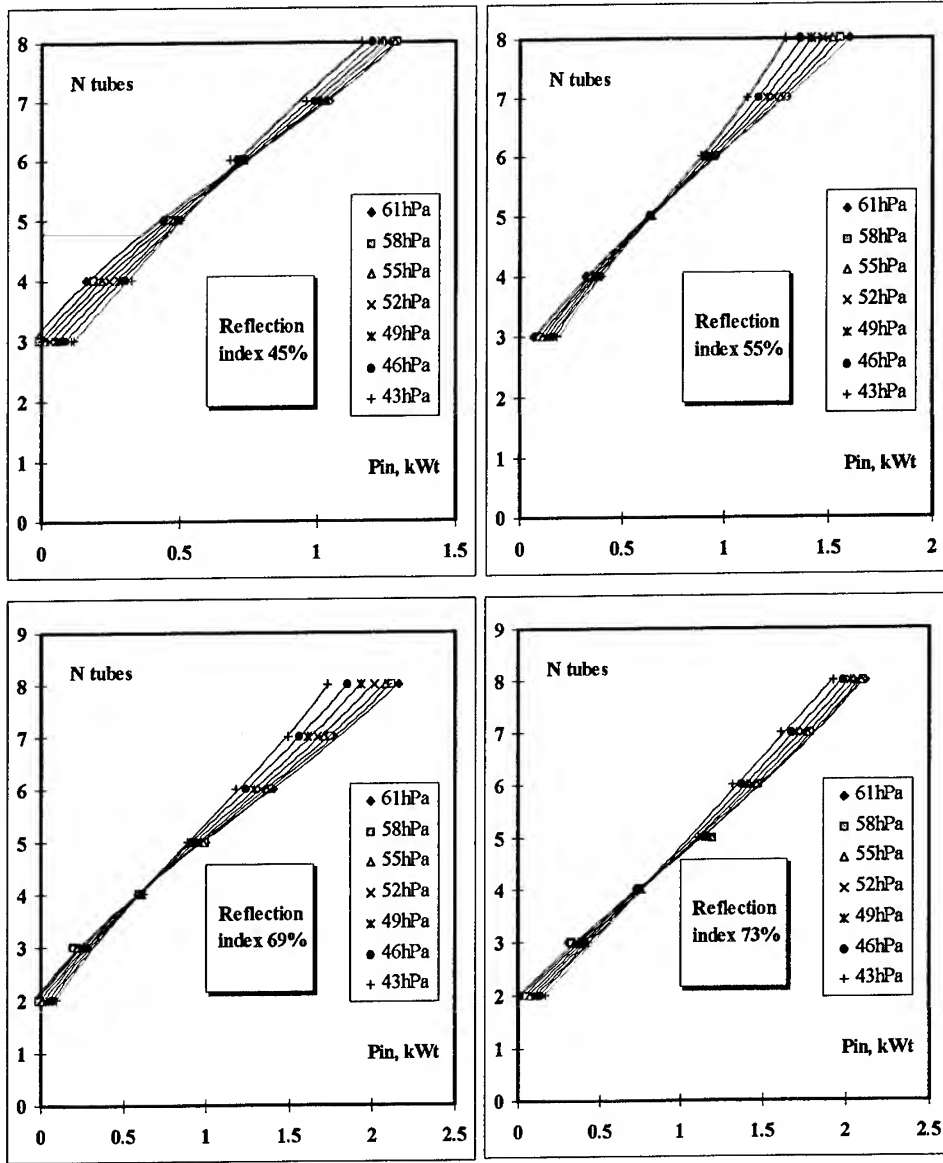 8
N tubes
7
6
5
4
3
2
1
0
◆ 61hPa
58hPa
△ 55hPa
× 52hPa
49hPa
● 46hPa
+ 43hPa
Reflection
index 45%
Pin, kWt
0 0.5 1 1.5
8
N tubes
7
6
5
4
3
2
1
0
◆ 61hPa
58hPa
△ 55hPa
× 52hPa
49hPa
● 46hPa
+ 43hPa
Reflection
index 55%
Pin, kWt
0 0.5 1 1.5 2
9
N tubes
8
7
6
5
4
3
2
1
0
◆ 61hPa
58hPa
△ 55hPa
× 52hPa
49hPa
● 46hPa
+ 43hPa
Reflection
index 69%
Pin, kWt
0 0.5 1 1.5 2 2.5
9
N tubes
8
7
6
5
4
3
2
1
0
◆ 61hPa
58hPa
△ 55hPa
× 52hPa
49hPa
● 46hPa
+ 43hPa
Reflection
index 73%
Pin, kWt
0 0.5 1 1.5 2 2.5